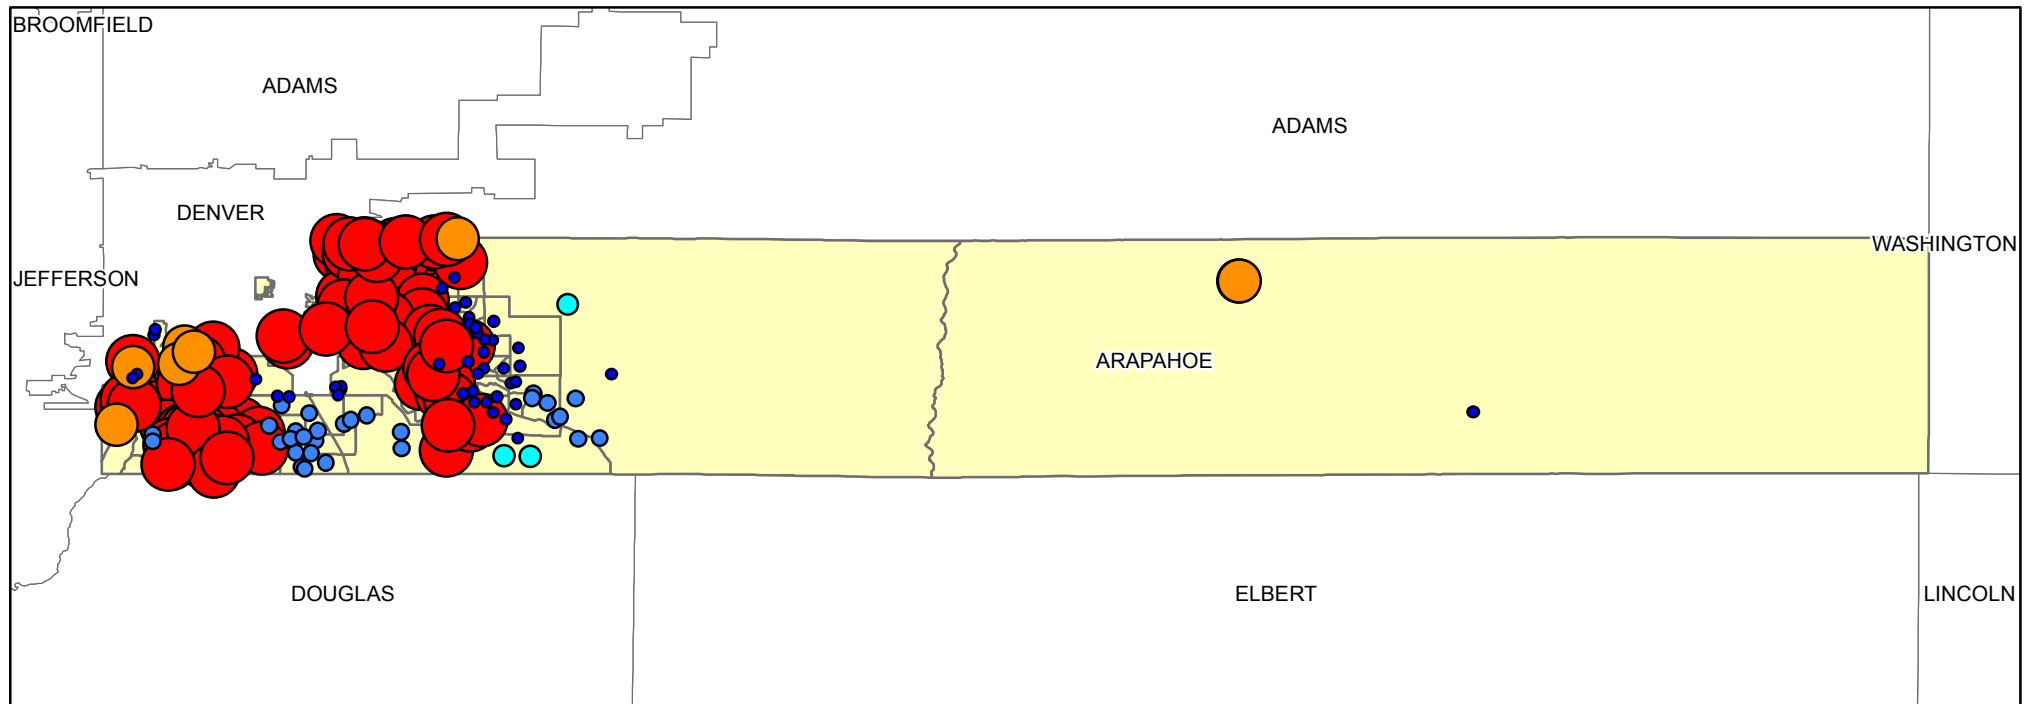 BROOMFIELD
ADAMS
ADAMS
DENVER
WASHINGTON
JEFFERSON
ARAPAHOE
DOUGLAS
ELBERT
LINCOLN